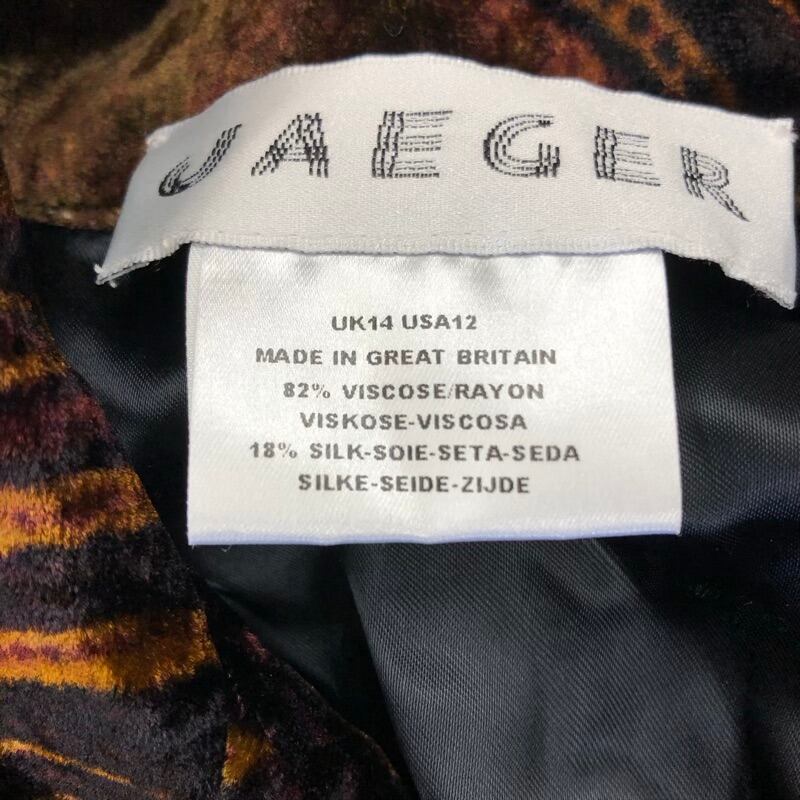 JAEGER
UK14 USA12
MADE IN GREAT BRITAIN
82% VISCOSE/RAYON
VISKOSE-VISCOSA
18% SILK-SOIE-SETA-SEDA
SILKE-SEIDE-ZIJDE